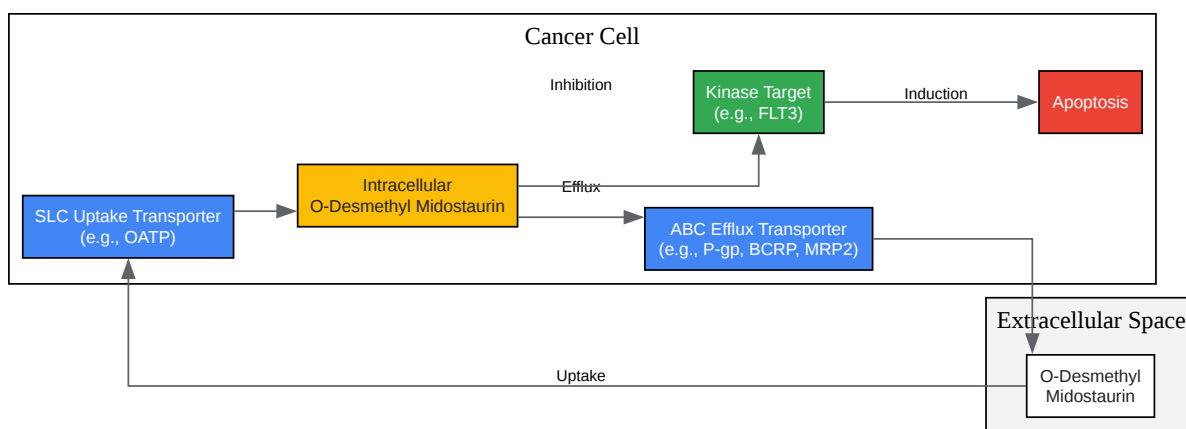 Cancer Cell
Inhibition
Kinase Target
(e.g., FLT3)
Induction
Apoptosis
Intracellular
O-Desmethyl Midostaurin
Efflux
SLC Uptake Transporter
(e.g., OATP)
ABC Efflux Transporter
(e.g., P-gp, BCRP, MRP2)
Extracellular Space
O-Desmethyl
Midostaurin
Uptake